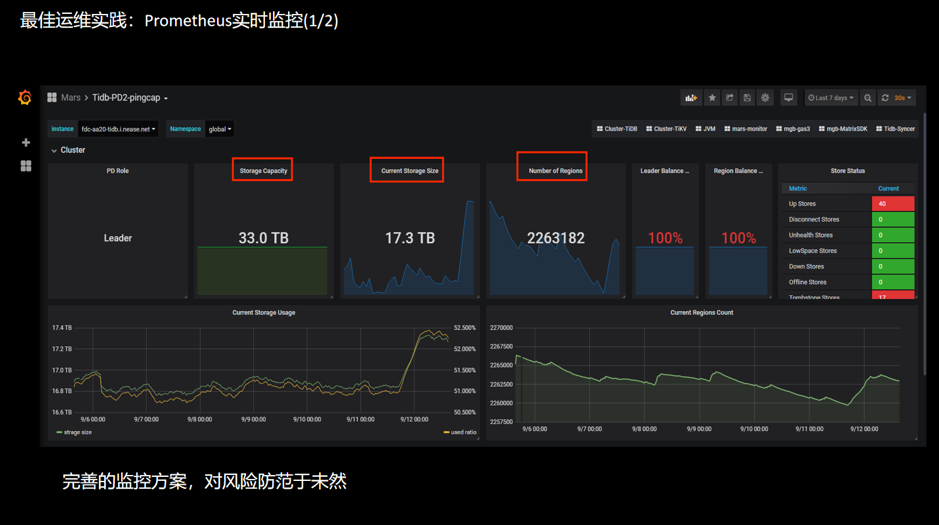 最佳运维实践：Prometheus实时监控(1/2)
Mars > Tidb-PD2-pingcap
Last 7 days
30s
instance fdc-aa20-tidb.i.nease.net Namespace global
Cluster-TiDB Cluster-TiKV JVM mars-monitor mgb-gas3 mgb-MatrixSDK Tidb-Syncer
Cluster
PD Role
Leader
Storage Capacity
33.0 TB
Current Storage Size
17.3 TB
Number of Regions
2263182
Leader Balance ...
100%
Region Balance ...
100%
Store Status
Metric Current
Up Stores 40
Disconnect Stores 0
Unhealth Stores 0
LowSpace Stores 0
Down Stores 0
Offline Stores 0
Tombstone Stores 17
Current Storage Usage
17.4 TB 52.500%
17.2 TB 52.000%
17.0 TB 51.500%
16.8 TB 51.000%
16.6 TB 50.500%
9/6 00:00 9/7 00:00 9/8 00:00 9/9 00:00 9/10 00:00 9/11 00:00 9/12 00:00
strage size used ratio
Current Regions Count
2270000
2267500
2265000
2262500
2260000
2257500
9/6 00:00 9/7 00:00 9/8 00:00 9/9 00:00 9/10 00:00 9/11 00:00 9/12 00:00
完善的监控方案，对风险防范于未然